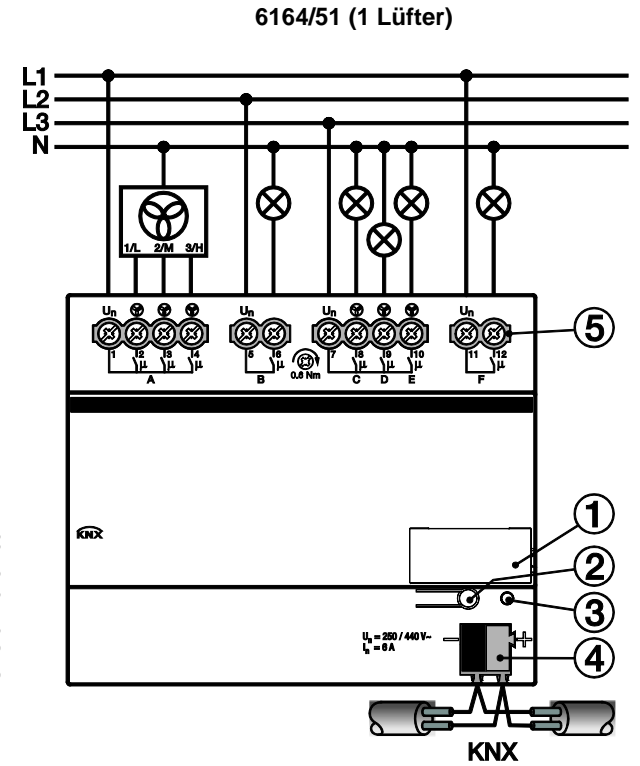 6164/51 (1 Lüfter)
L1
L2
L3
N
1/L 2/M 3/H
Un Un Un Un
5
1 2 3 4 5 6 7 8 9 10 11 12
µ µ µ µ µ µ µ µ
A B 0.6 Nm C D E F
KNX
1
2
3
Un = 250 / 440 V~
In = 6 A
– +
4
KNX